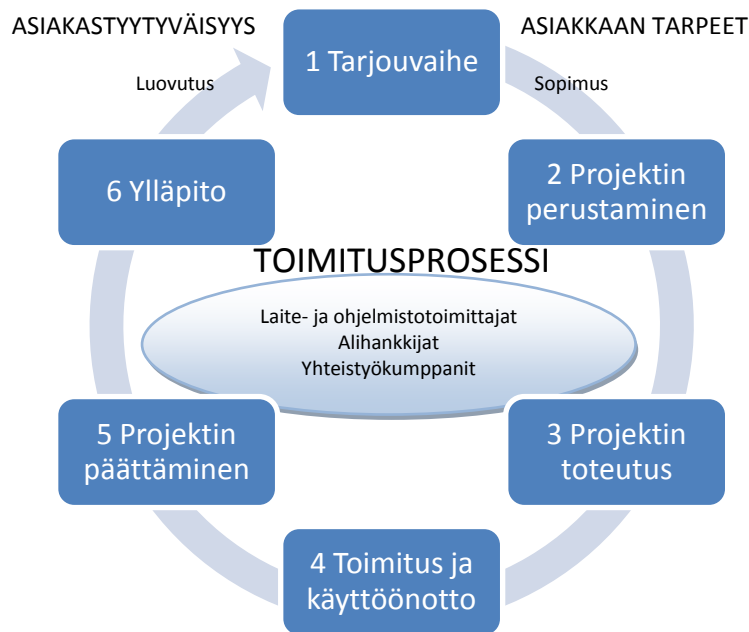 ASIAKASTYYTYVÄISYYS
ASIAKKAAN TARPEET
1 Tarjouvaihe
Luovutus
Sopimus
2 Projektin
perustaminen
6 Ylläpito
TOIMITUSPROSESSI
Laite- ja ohjelmistotoimittajat
Alihankkijat
Yhteistyökumppanit
3 Projektin
toteutus
5 Projektin
päättäminen
4 Toimitus ja
käyttöönotto